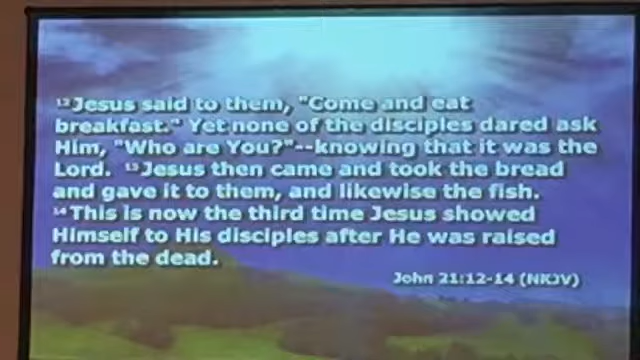 ¹²Jesus said to them, "Come and eat
breakfast." Yet none of the disciples dared ask
Him, "Who are You?"--knowing that it was the
Lord. ¹³Jesus then came and took the bread
and gave it to them, and likewise the fish.
¹⁴This is now the third time Jesus showed
Himself to His disciples after He was raised
from the dead.
John 21:12-14 (NKJV)